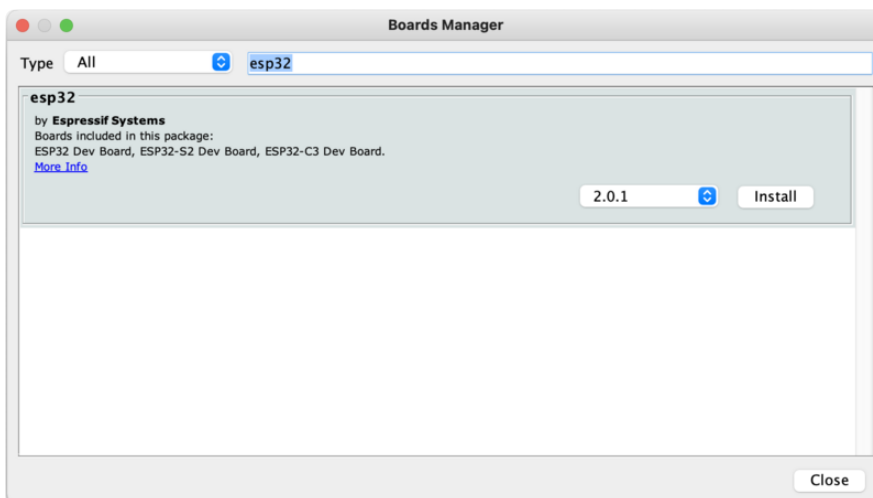 Boards Manager
Type All esp32
esp32
by Espressif Systems
Boards included in this package:
ESP32 Dev Board, ESP32-S2 Dev Board, ESP32-C3 Dev Board.
More Info
2.0.1 Install
Close